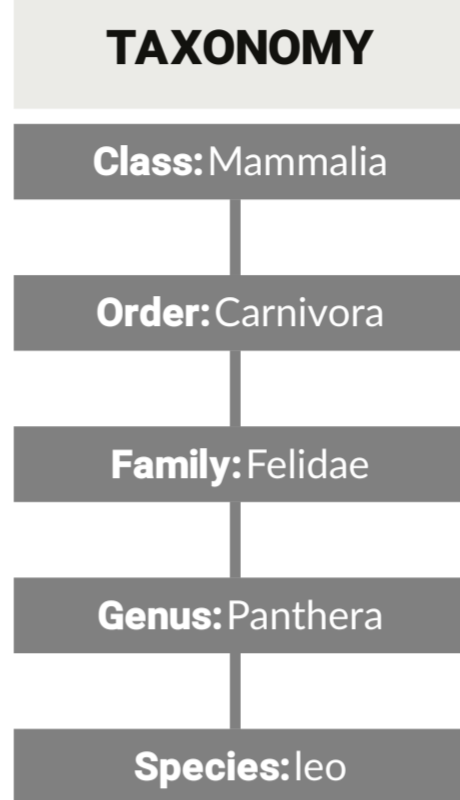 TAXONOMY
Class: Mammalia
Order: Carnivora
Family: Felidae
Genus: Panthera
Species: leo